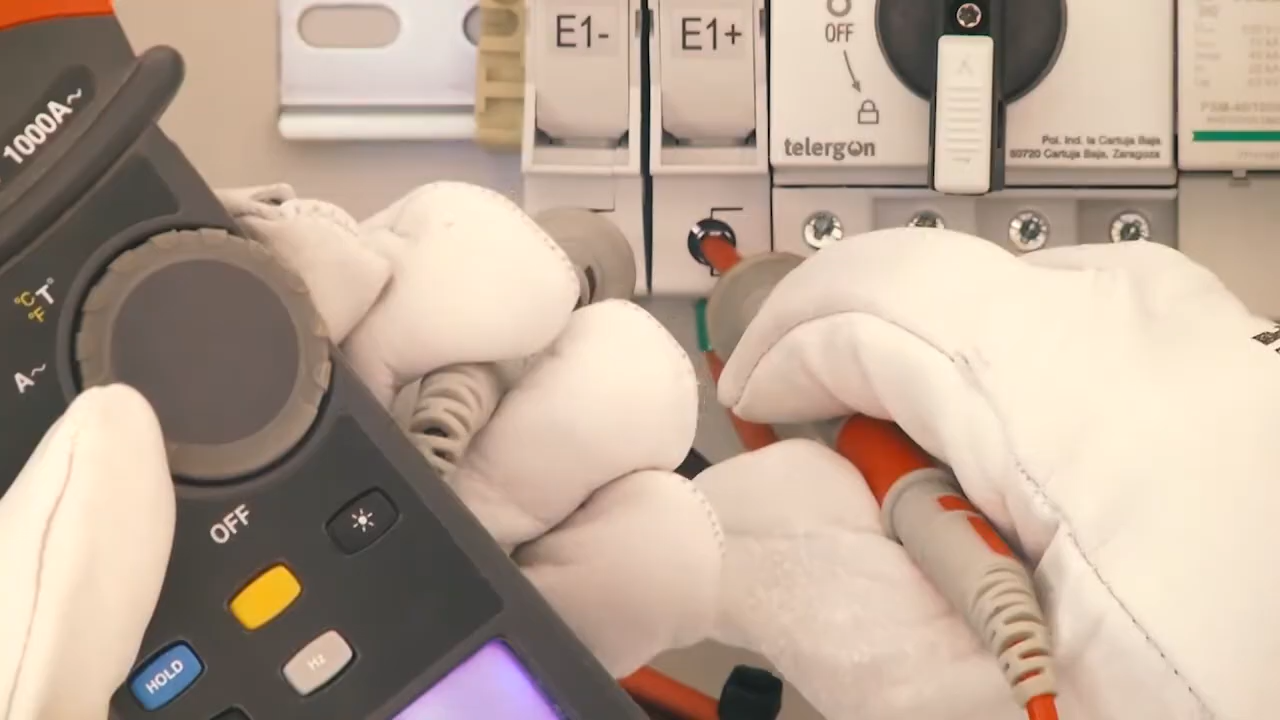 E1-
E1+
OFF
telergon
Pol. Ind. la Cartuja Baja
50720 Cartuja Baja, Zaragoza
1000A~
°C
°F
T°
A~
OFF
HOLD
Hz